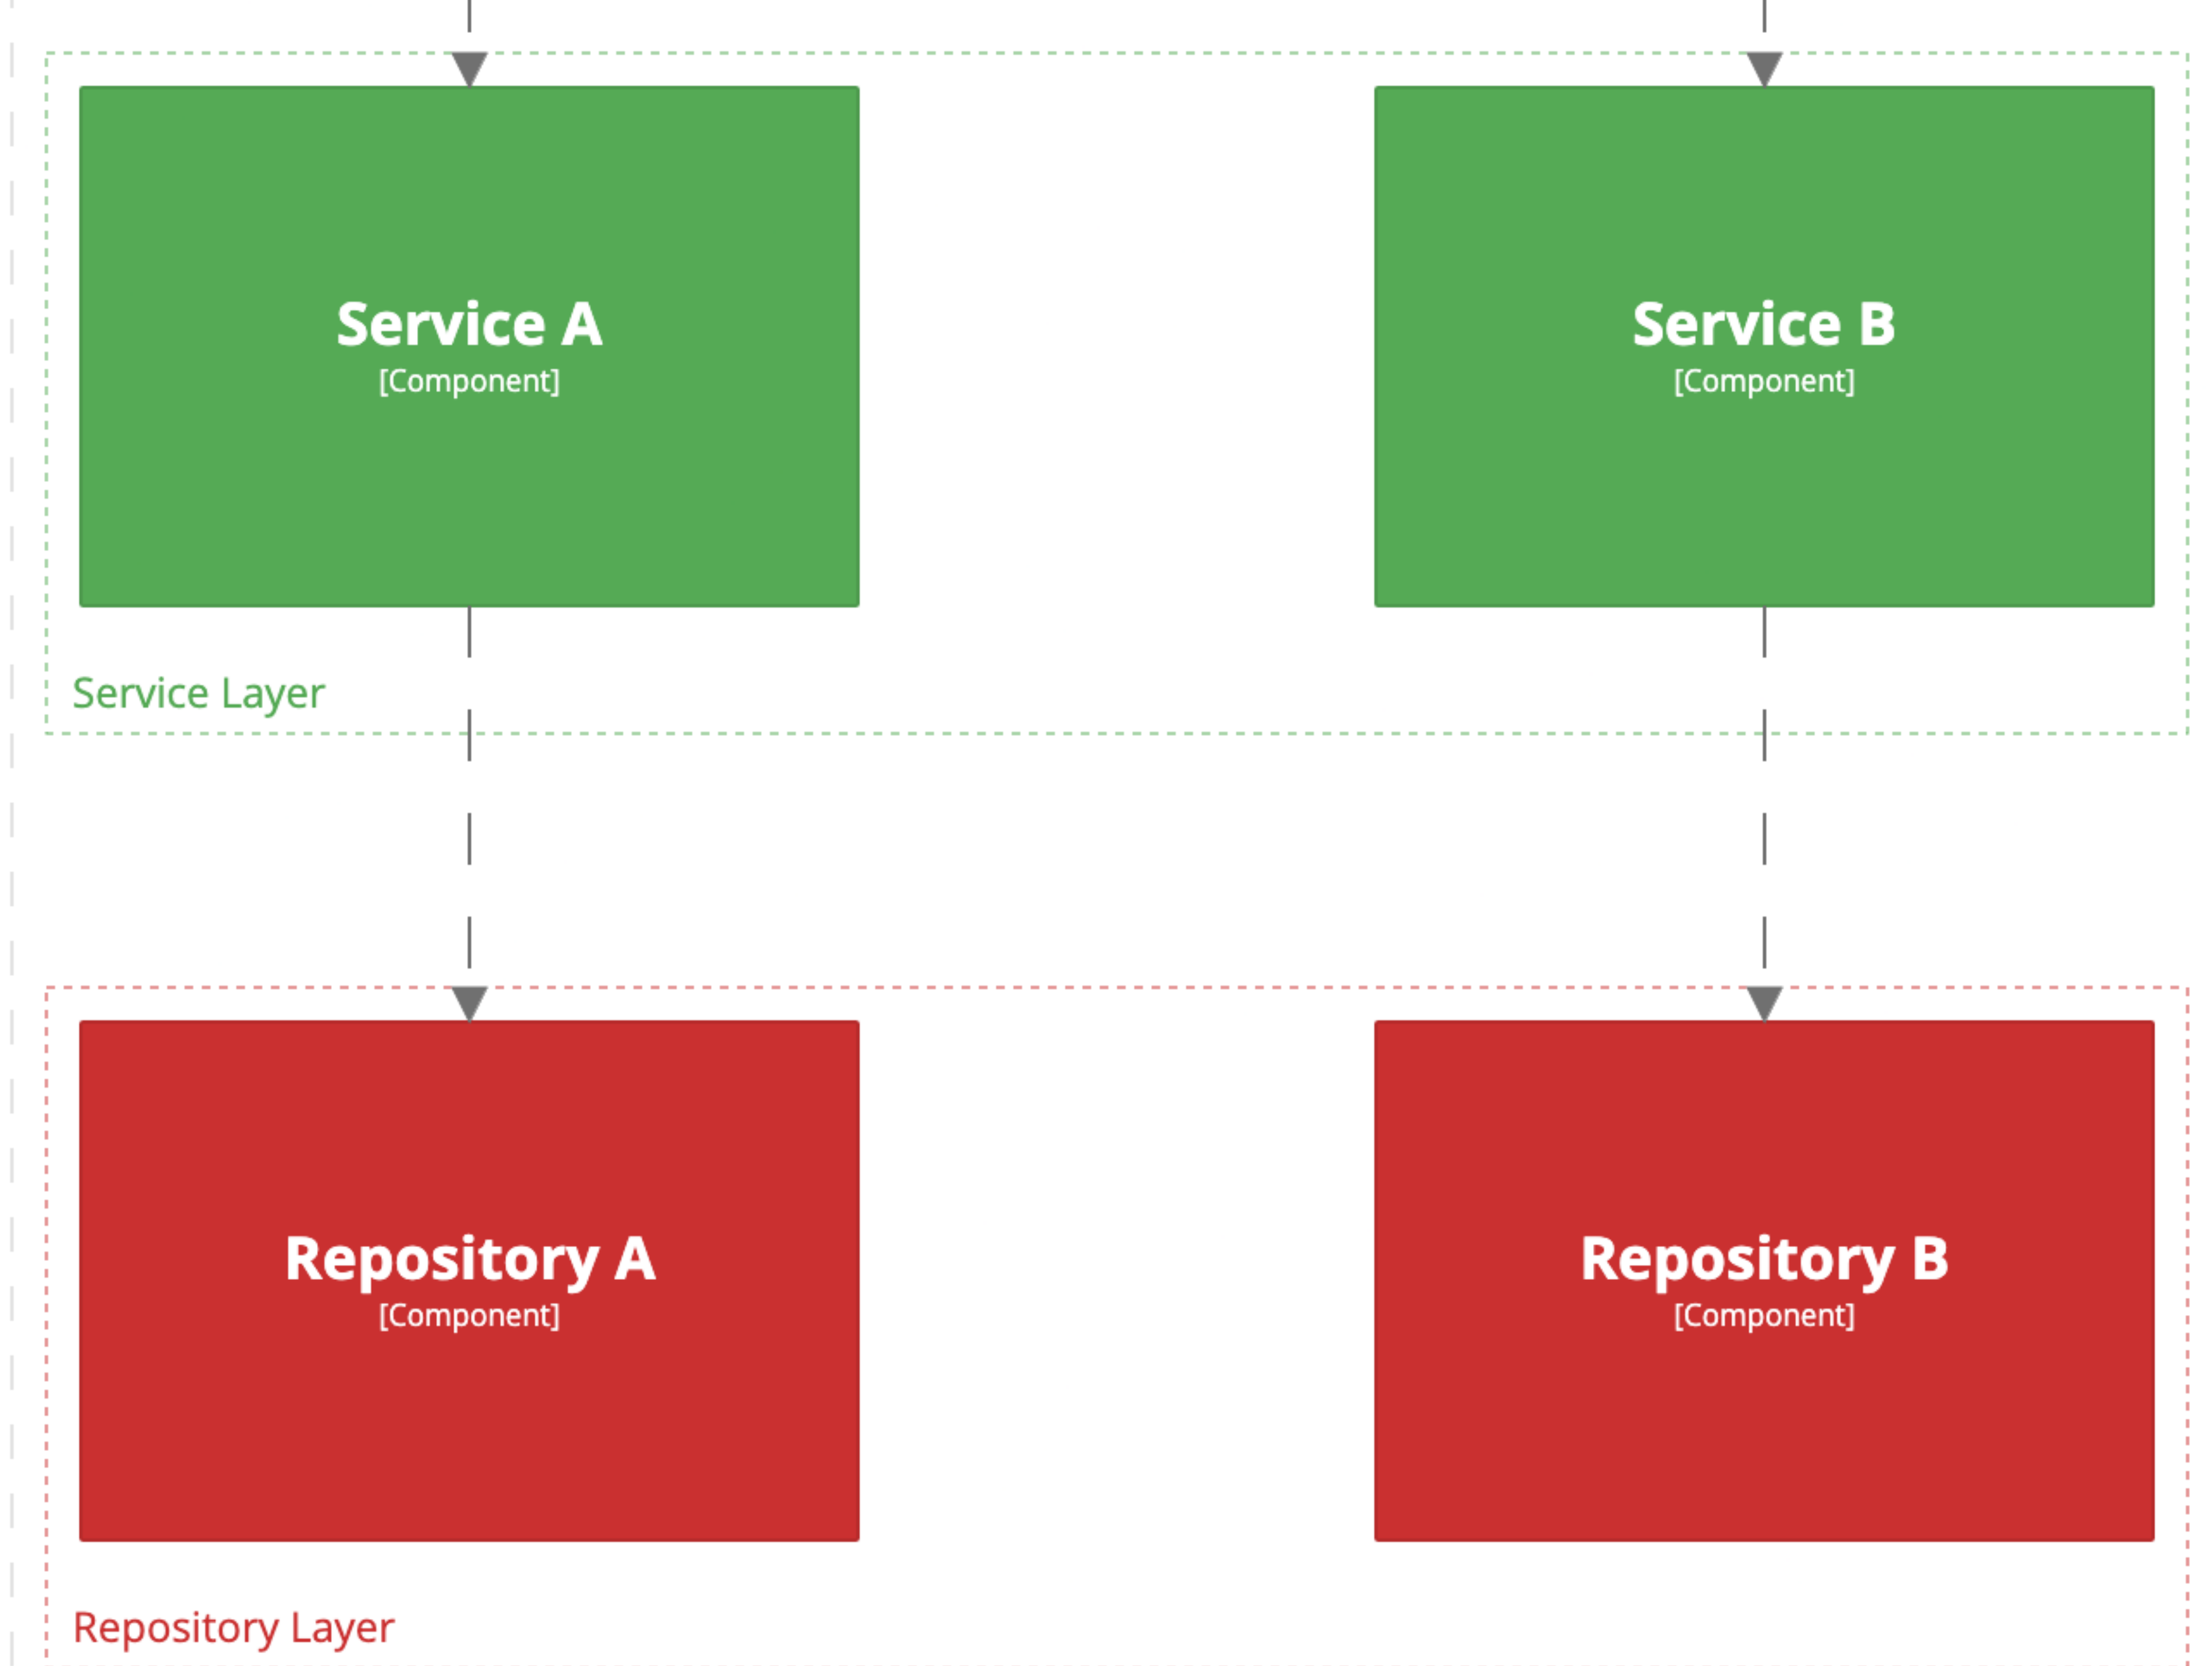 Service A
[Component]
Service B
[Component]
Service Layer
Repository A
[Component]
Repository B
[Component]
Repository Layer